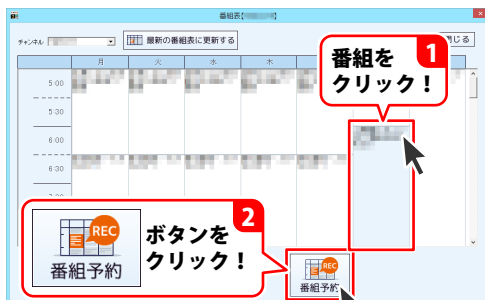 番組表【
チャンネル
最新の番組表に更新する
じる
月 火 水 木
5:00
5:30
6:00
6:30
1
番組を
クリック！
2
REC
番組予約
ボタンを
クリック！
REC
番組予約